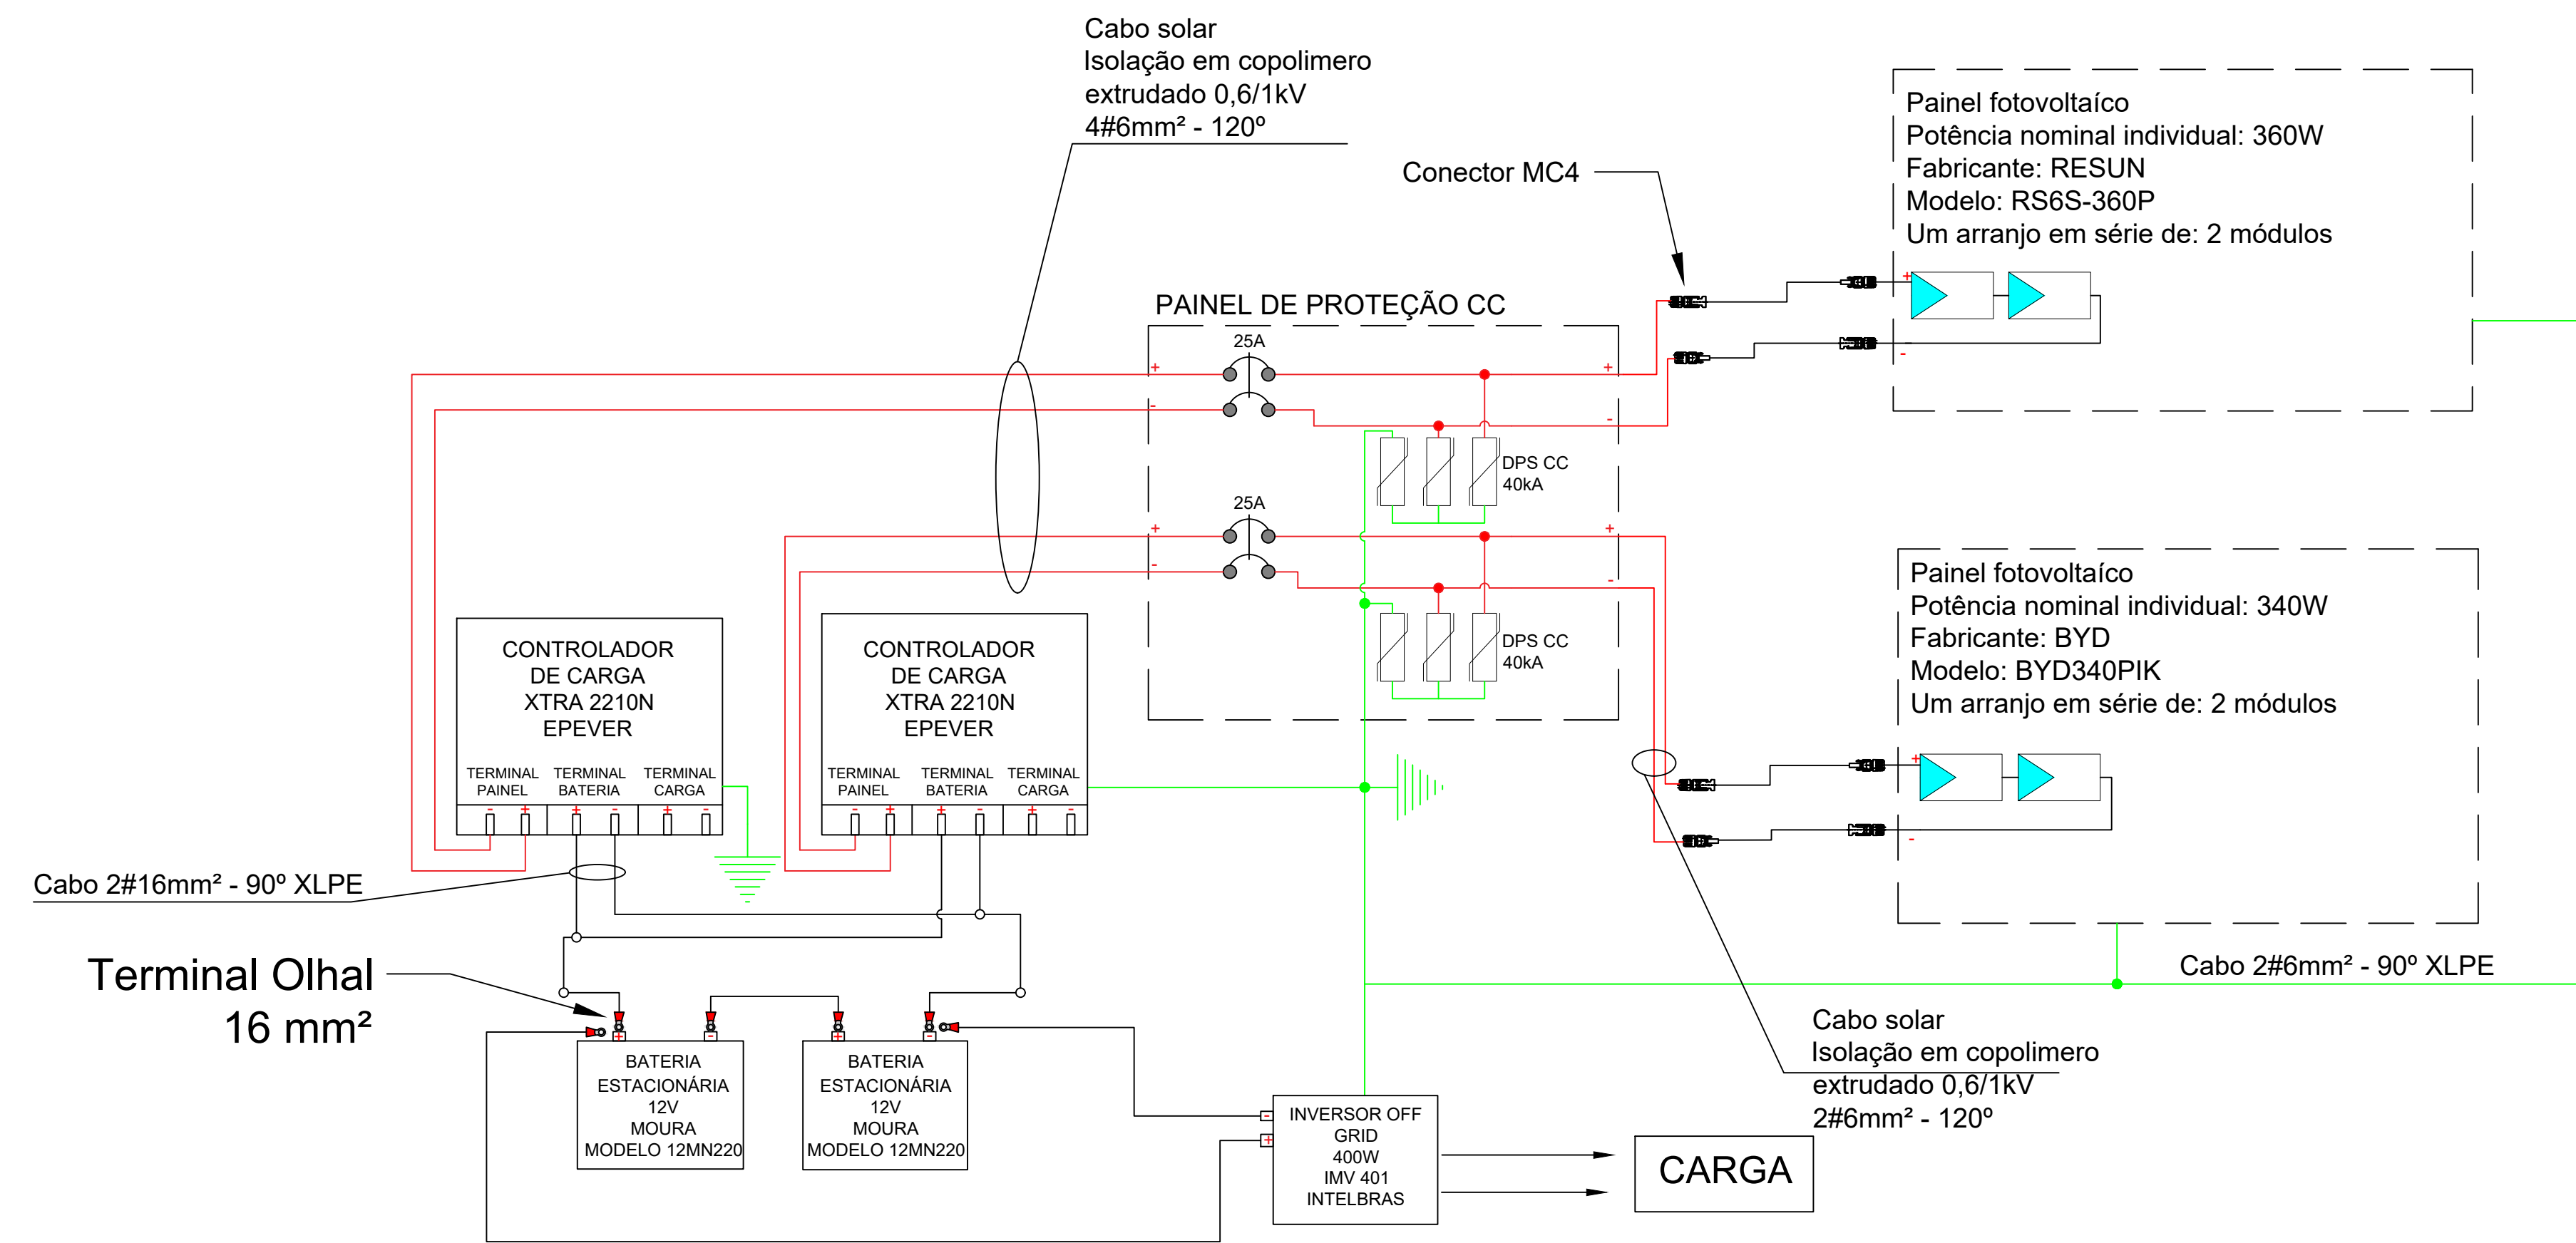 Cabo solar
Isolação em copolimero
extrudado 0,6/1kV
4#6mm² - 120º
Conector MC4
Painel fotovoltaíco
Potência nominal individual: 360W
Fabricante: RESUN
Modelo: RS6S-360P
Um arranjo em série de: 2 módulos
+
-
PAINEL DE PROTEÇÃO CC
25A
+
-
+
-
DPS CC
40kA
25A
+
-
+
-
DPS CC
40kA
Painel fotovoltaíco
Potência nominal individual: 340W
Fabricante: BYD
Modelo: BYD340PIK
Um arranjo em série de: 2 módulos
+
-
CONTROLADOR
DE CARGA
XTRA 2210N
EPEVER
TERMINAL
PAINEL
TERMINAL
BATERIA
TERMINAL
CARGA
- + + - + -
CONTROLADOR
DE CARGA
XTRA 2210N
EPEVER
TERMINAL
PAINEL
TERMINAL
BATERIA
TERMINAL
CARGA
- + + - + -
Cabo 2#16mm² - 90º XLPE
Terminal Olhal
16 mm²
+ -
BATERIA
ESTACIONÁRIA
12V
MOURA
MODELO 12MN220
+ -
BATERIA
ESTACIONÁRIA
12V
MOURA
MODELO 12MN220
-
+
INVERSOR OFF
GRID
400W
IMV 401
INTELBRAS
CARGA
Cabo 2#6mm² - 90º XLPE
Cabo solar
Isolação em copolimero
extrudado 0,6/1kV
2#6mm² - 120º